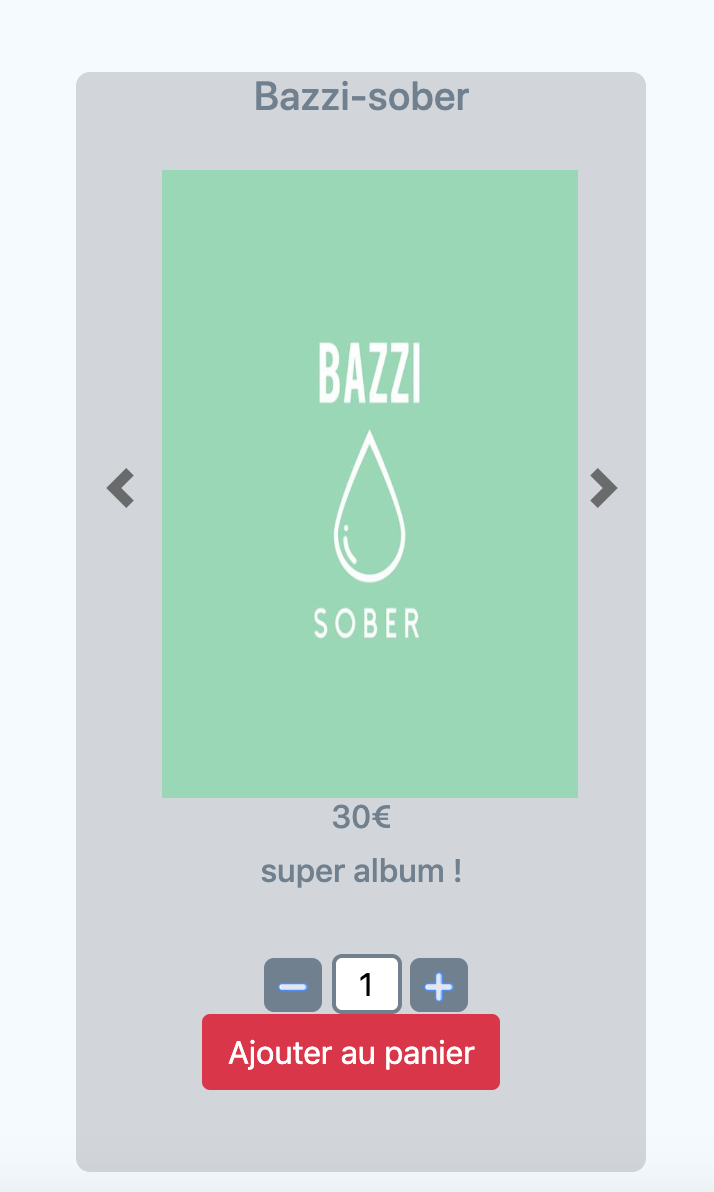 Bazzi-sober
BAZZI
SOBER
30€
super album !
1
Ajouter au panier